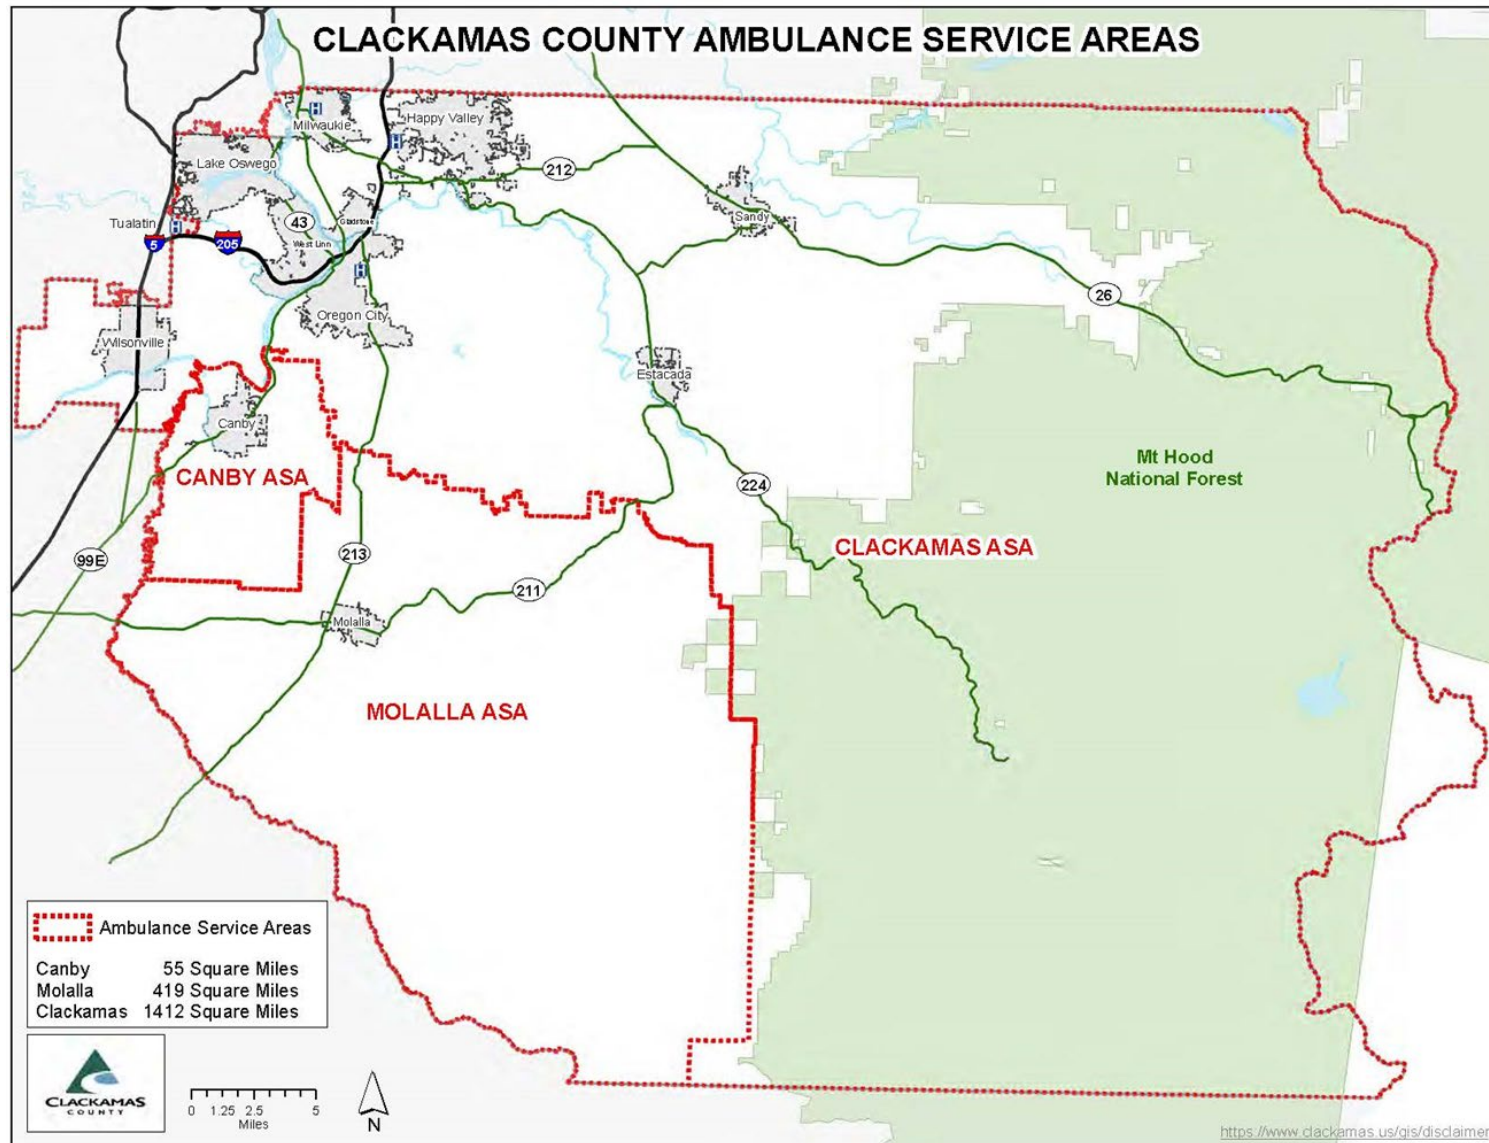 CLACKAMAS COUNTY AMBULANCE SERVICE AREAS
H
Milwaukie
Happy Valley
H
Lake Oswego
212
Tualatin
H
43
Gladstone
Sandy
5
205
West Linn
H
26
Oregon City
Wilsonville
Estacada
Canby
CANBY ASA
Mt Hood
National Forest
224
CLACKAMAS ASA
99E
213
211
Molalla
MOLALLA ASA
Ambulance Service Areas
Canby 55 Square Miles
Molalla 419 Square Miles
Clackamas 1412 Square Miles
CLACKAMAS
COUNTY
0 1.25 2.5 5
Miles
N
https://www.clackamas.us/gis/disclaimer